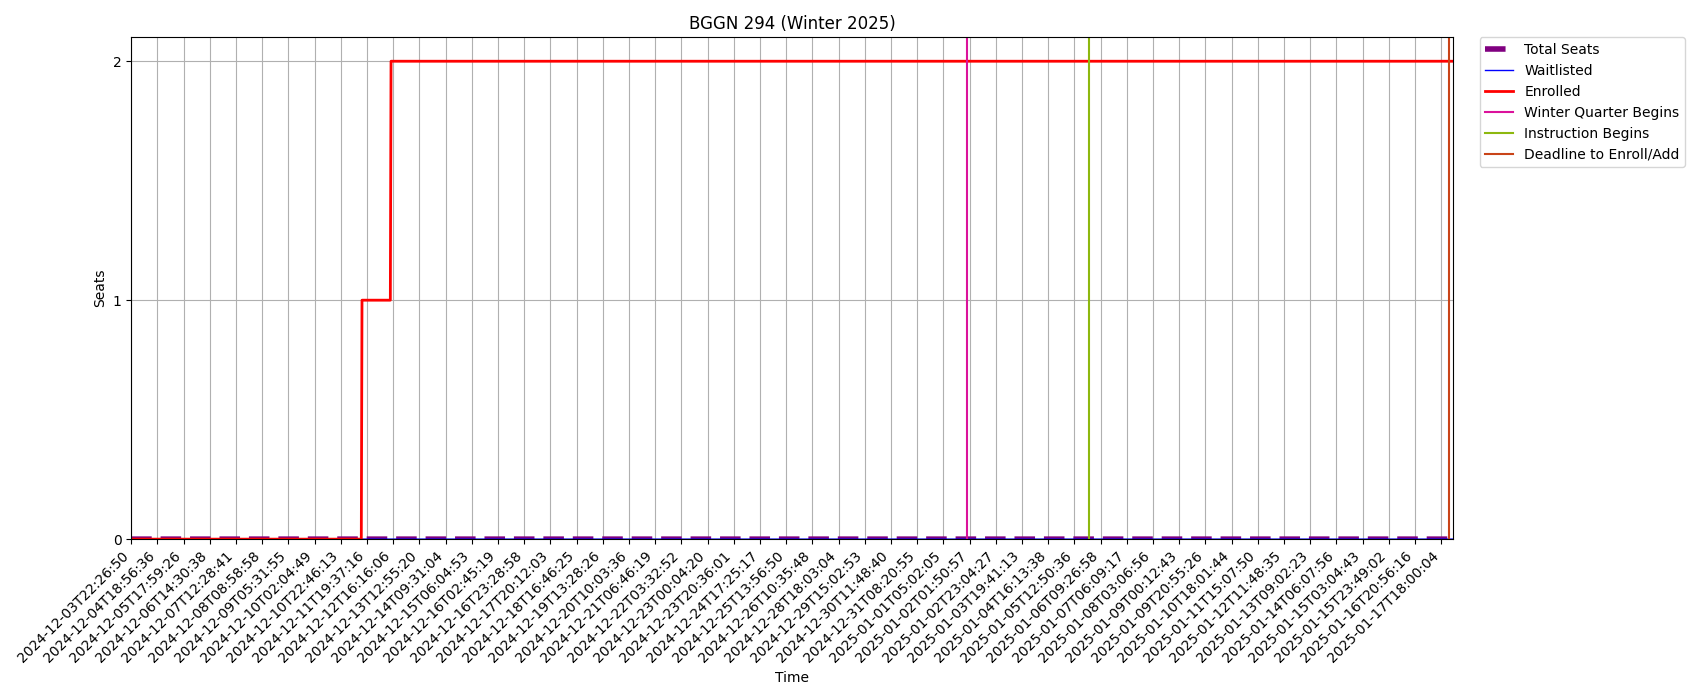 BGGN 294 (Winter 2025)
Total Seats
Waitlisted
Enrolled
Winter Quarter Begins
Instruction Begins
Deadline to Enroll/Add
Seats
2
1
0
2024-12-03T22:26:50
2024-12-04T18:56:36
2024-12-05T17:59:26
2024-12-06T14:30:38
2024-12-07T12:28:41
2024-12-08T08:58:58
2024-12-09T05:31:55
2024-12-10T02:04:49
2024-12-10T22:46:13
2024-12-11T19:37:16
2024-12-12T16:16:06
2024-12-13T12:55:20
2024-12-14T09:31:04
2024-12-15T06:04:53
2024-12-16T02:45:19
2024-12-16T23:28:58
2024-12-17T20:12:03
2024-12-18T16:46:25
2024-12-19T13:28:26
2024-12-20T10:03:36
2024-12-21T06:46:19
2024-12-22T03:32:52
2024-12-23T00:04:20
2024-12-23T20:36:01
2024-12-24T17:25:17
2024-12-25T13:56:50
2024-12-26T10:35:48
2024-12-28T18:03:04
2024-12-29T15:02:53
2024-12-30T11:48:40
2024-12-31T08:20:55
2025-01-01T05:02:05
2025-01-02T01:50:57
2025-01-02T23:04:27
2025-01-03T19:41:13
2025-01-04T16:13:38
2025-01-05T12:50:36
2025-01-06T09:26:58
2025-01-07T06:09:17
2025-01-08T03:06:56
2025-01-09T00:12:43
2025-01-09T20:55:26
2025-01-10T18:01:44
2025-01-11T15:07:50
2025-01-12T11:48:35
2025-01-13T09:02:23
2025-01-14T06:07:56
2025-01-15T03:04:43
2025-01-15T23:49:02
2025-01-16T20:56:16
2025-01-17T18:00:04
Time